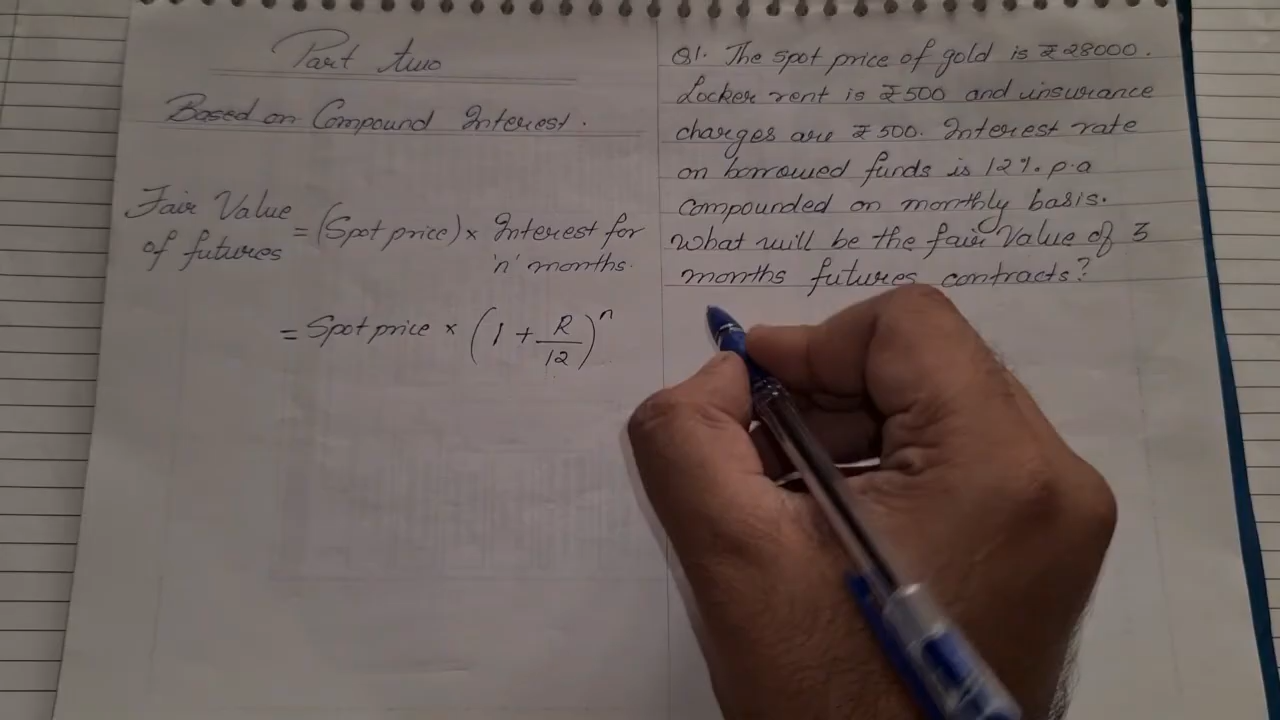 Part two
Based on Compound Interest.
Fair Value of futures = (Spot price) × Interest for 'n' months.
= Spot price × (1 + R/12)^n
Q1. The spot price of gold is ₹28000.
Locker rent is ₹500 and insurance
charges are ₹500. Interest rate
on borrowed funds is 12% p.a
compounded on monthly basis.
What will be the fair Value of 3
months futures contracts?